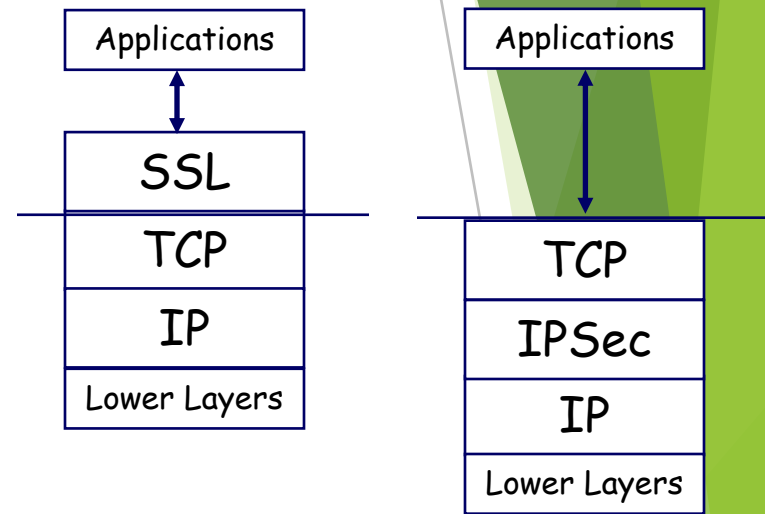 Applications
SSL
TCP
IP
Lower Layers
Applications
TCP
IPSec
IP
Lower Layers